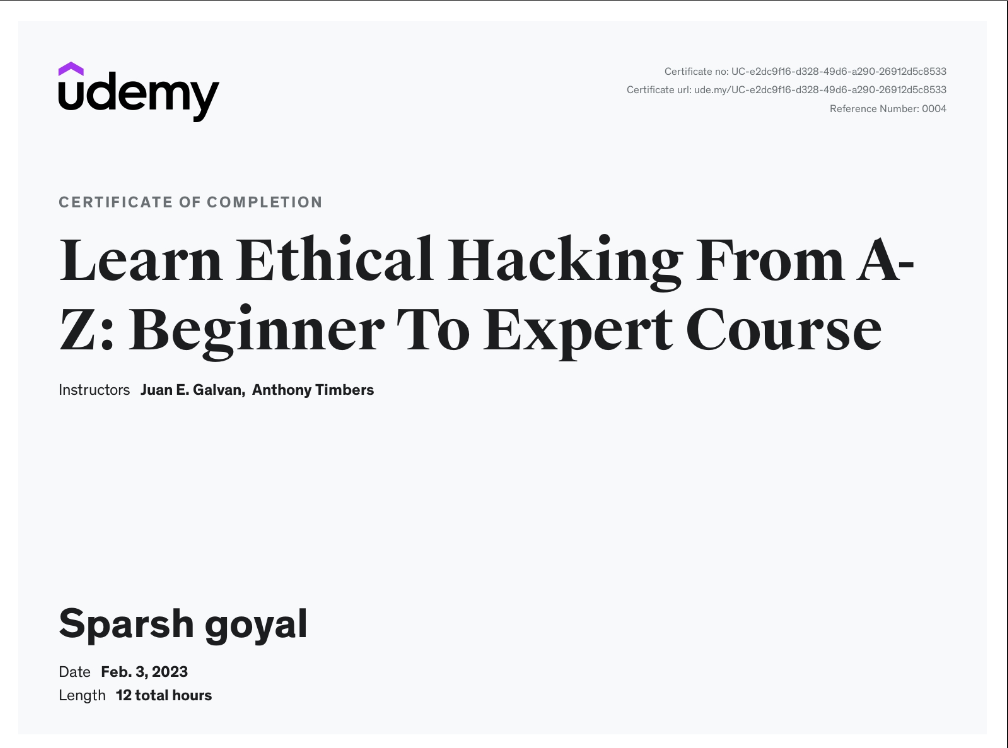 udemy
Certificate no: UC-e2dc9f16-d328-49d6-a290-26912d5c8533
Certificate url: ude.my/UC-e2dc9f16-d328-49d6-a290-26912d5c8533
Reference Number: 0004
CERTIFICATE OF COMPLETION
Learn Ethical Hacking From A-
Z: Beginner To Expert Course
Instructors Juan E. Galvan, Anthony Timbers
Sparsh goyal
Date Feb. 3, 2023
Length 12 total hours